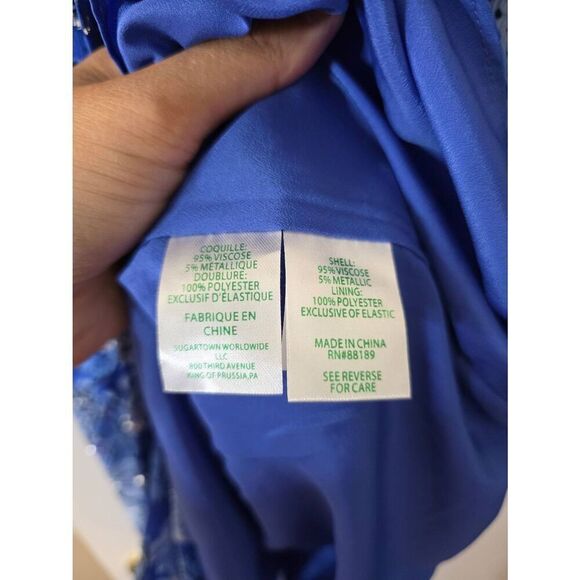 COQUILLE:
95% VISCOSE
5% METALLIQUE
DOUBLURE:
100% POLYESTER
EXCLUSIF D'ÉLASTIQUE
FABRIQUE EN
CHINE
SUGARTOWN WORLDWIDE
LLC
800 THIRD AVENUE
KING OF PRUSSIA,PA
SHELL:
95% VISCOSE
5% METALLIC
LINING:
100% POLYESTER
EXCLUSIVE OF ELASTIC
MADE IN CHINA
RN#88189
SEE REVERSE
FOR CARE